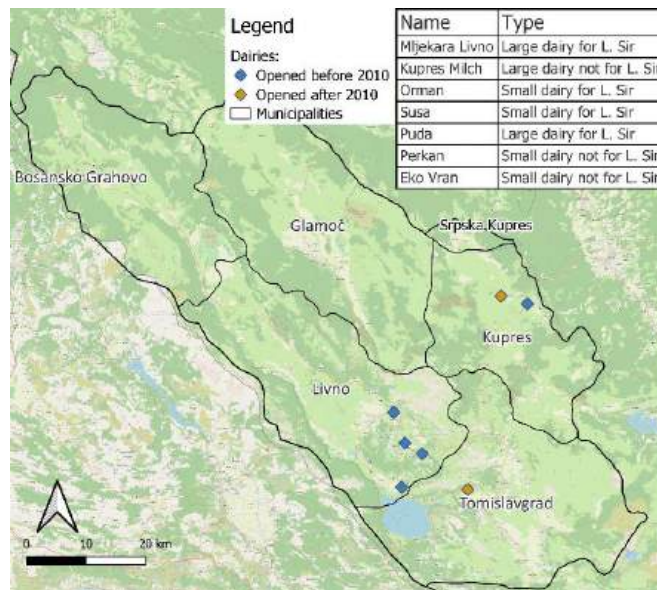 Legend
Dairies:
Opened before 2010
Opened after 2010
Municipalities
Name Type
Mljekara Livno Large dairy for L. Sir
Kupres Milch Large dairy not for L. Sir
Orman Small dairy for L. Sir
Susa Small dairy for L. Sir
Puda Large dairy for L. Sir
Perkan Small dairy not for L. Sir
Eko Vran Small dairy not for L. Sir
Bosansko Grahovo
Glamoč
Srpska Kupres
Kupres
Livno
Tomislavgrad
0 10 20 km